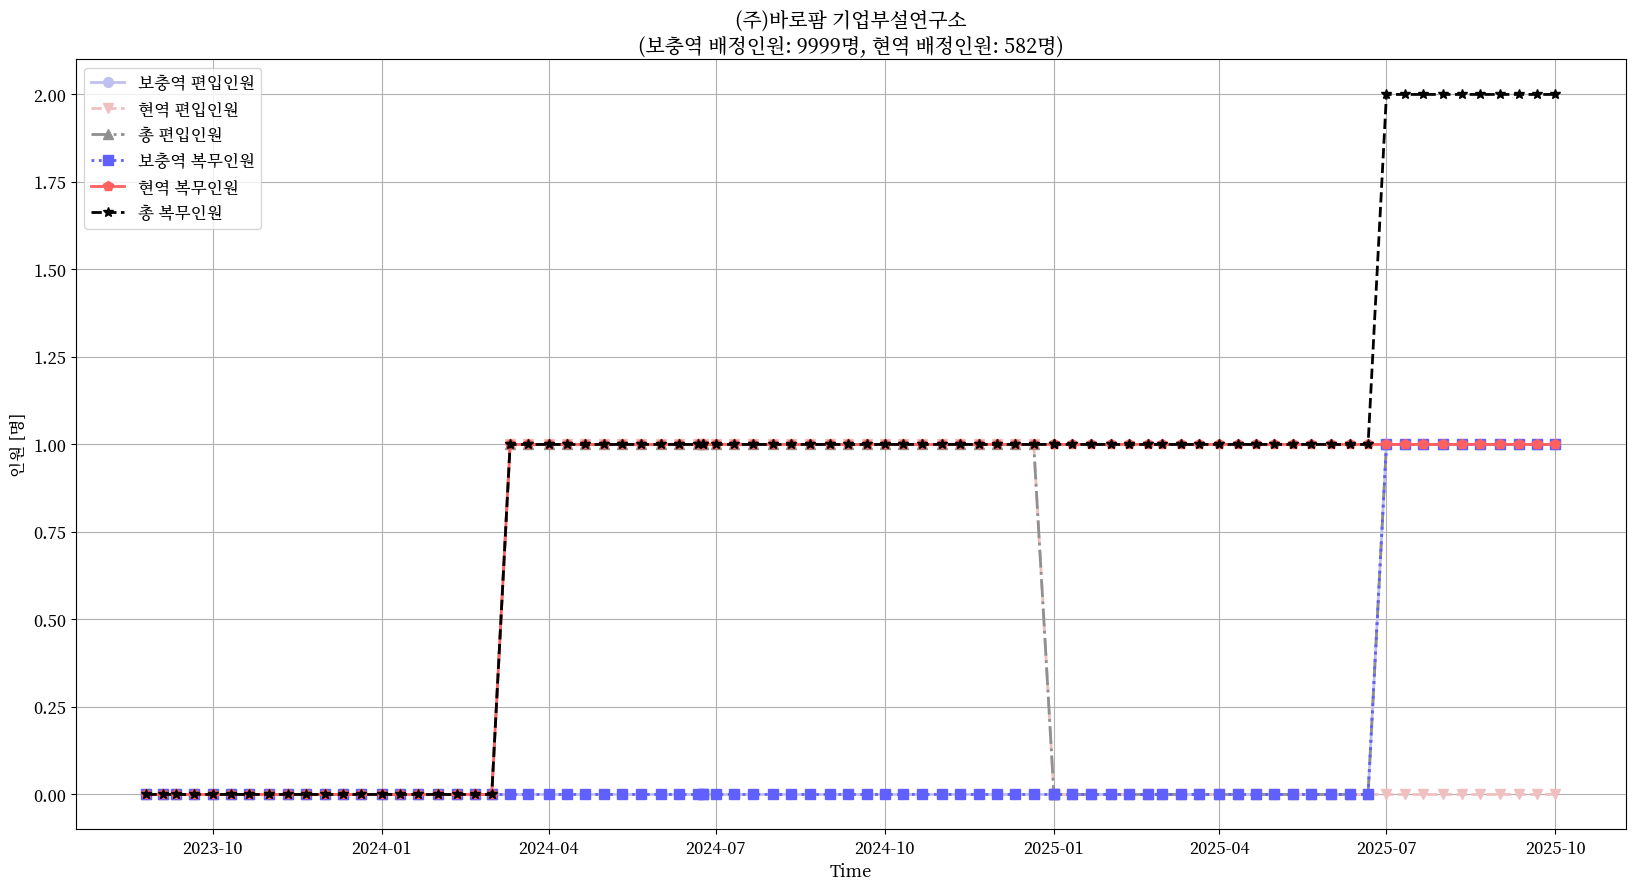 (주)바로팜 기업부설연구소
(보충역 배정인원: 9999명, 현역 배정인원: 582명)
보충역 편입인원
현역 편입인원
총 편입인원
보충역 복무인원
현역 복무인원
총 복무인원
인원 [명]
2.00
1.75
1.50
1.25
1.00
0.75
0.50
0.25
0.00
2023-10
2024-01
2024-04
2024-07
2024-10
2025-01
2025-04
2025-07
2025-10
Time